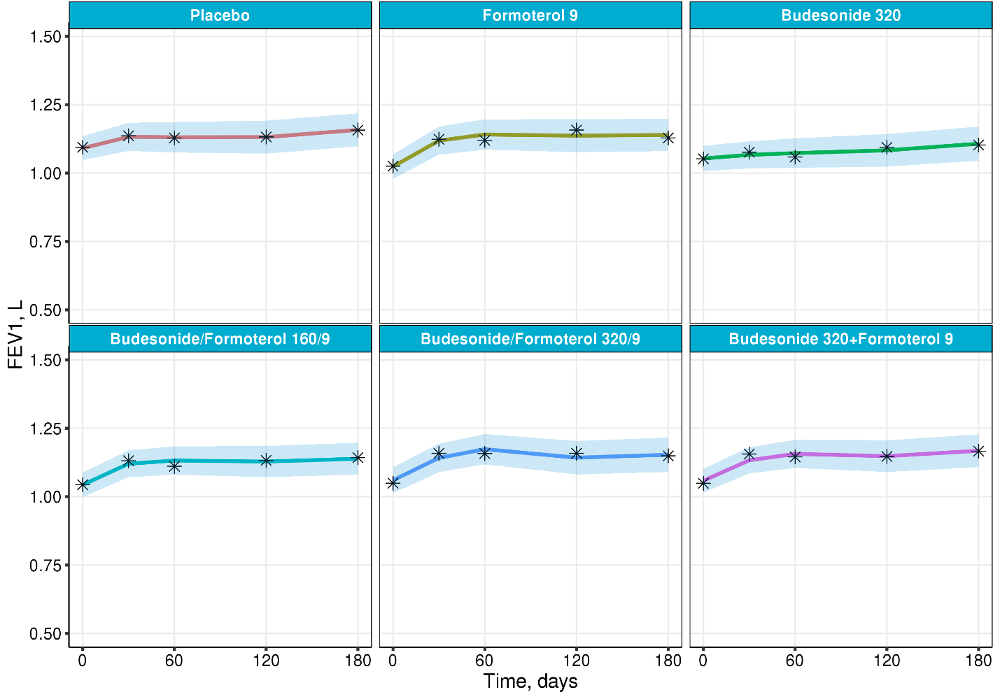 Placebo
Formoterol 9
Budesonide 320
1.50
1.25
1.00
0.75
0.50
FEV1, L
Budesonide/Formoterol 160/9
Budesonide/Formoterol 320/9
Budesonide 320+Formoterol 9
1.50
1.25
1.00
0.75
0.50
0 60 120 180
0 60 120 180
0 60 120 180
Time, days